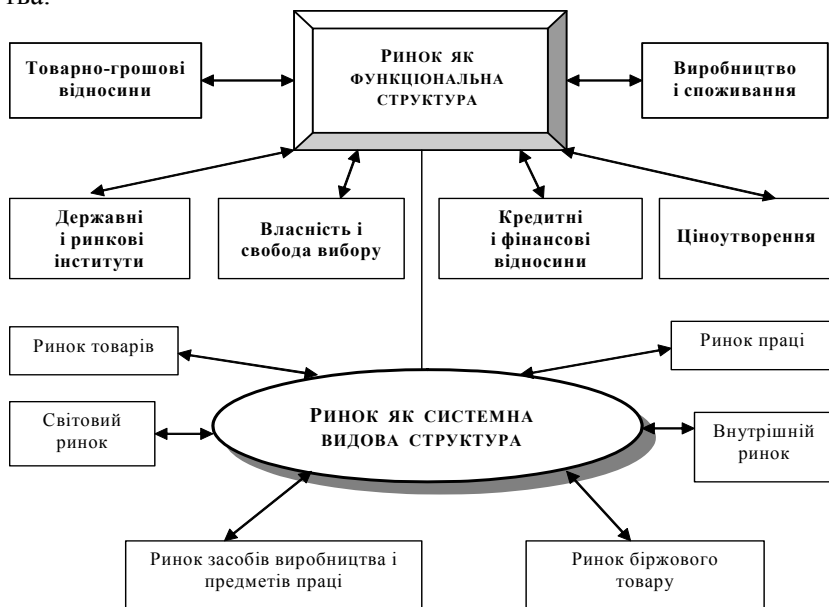 тва.
Товарно-грошові
відносини
РИНОК ЯК
ФУНКЦІОНАЛЬНА
СТРУКТУРА
Виробництво
і споживання
Державні
і ринкові
інститути
Власність і
свобода вибору
Кредитні
і фінансові
відносини
Ціноутворення
Ринок товарів
Ринок праці
Світовий
ринок
РИНОК ЯК СИСТЕМНА
ВИДОВА СТРУКТУРА
Внутрішній
ринок
Ринок засобів виробництва і
предметів праці
Ринок біржового
товару